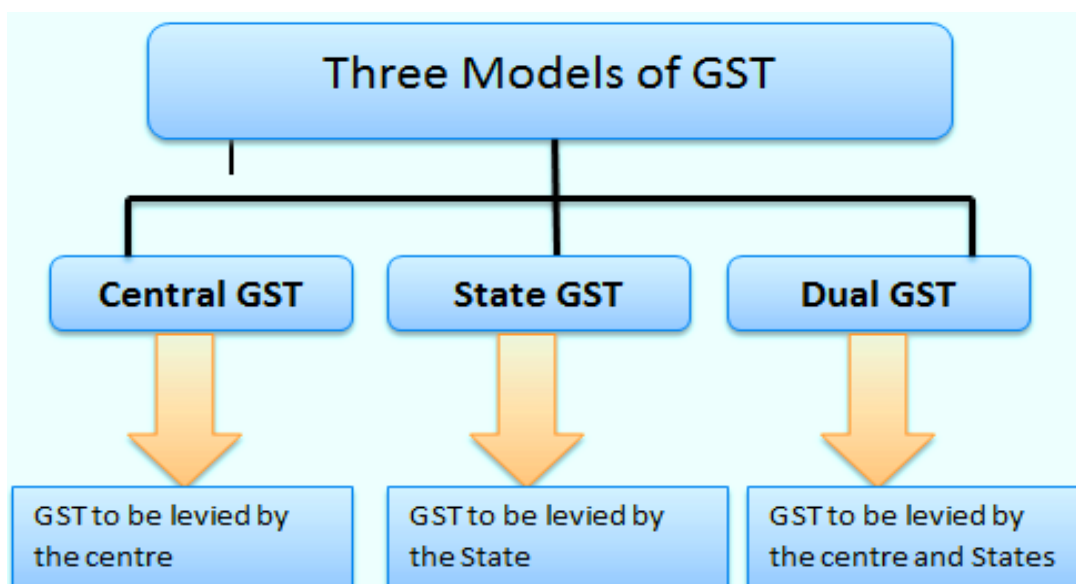 Three Models of GST
Central GST
State GST
Dual GST
GST to be levied by
the centre
GST to be levied by
the State
GST to be levied by
the centre and States